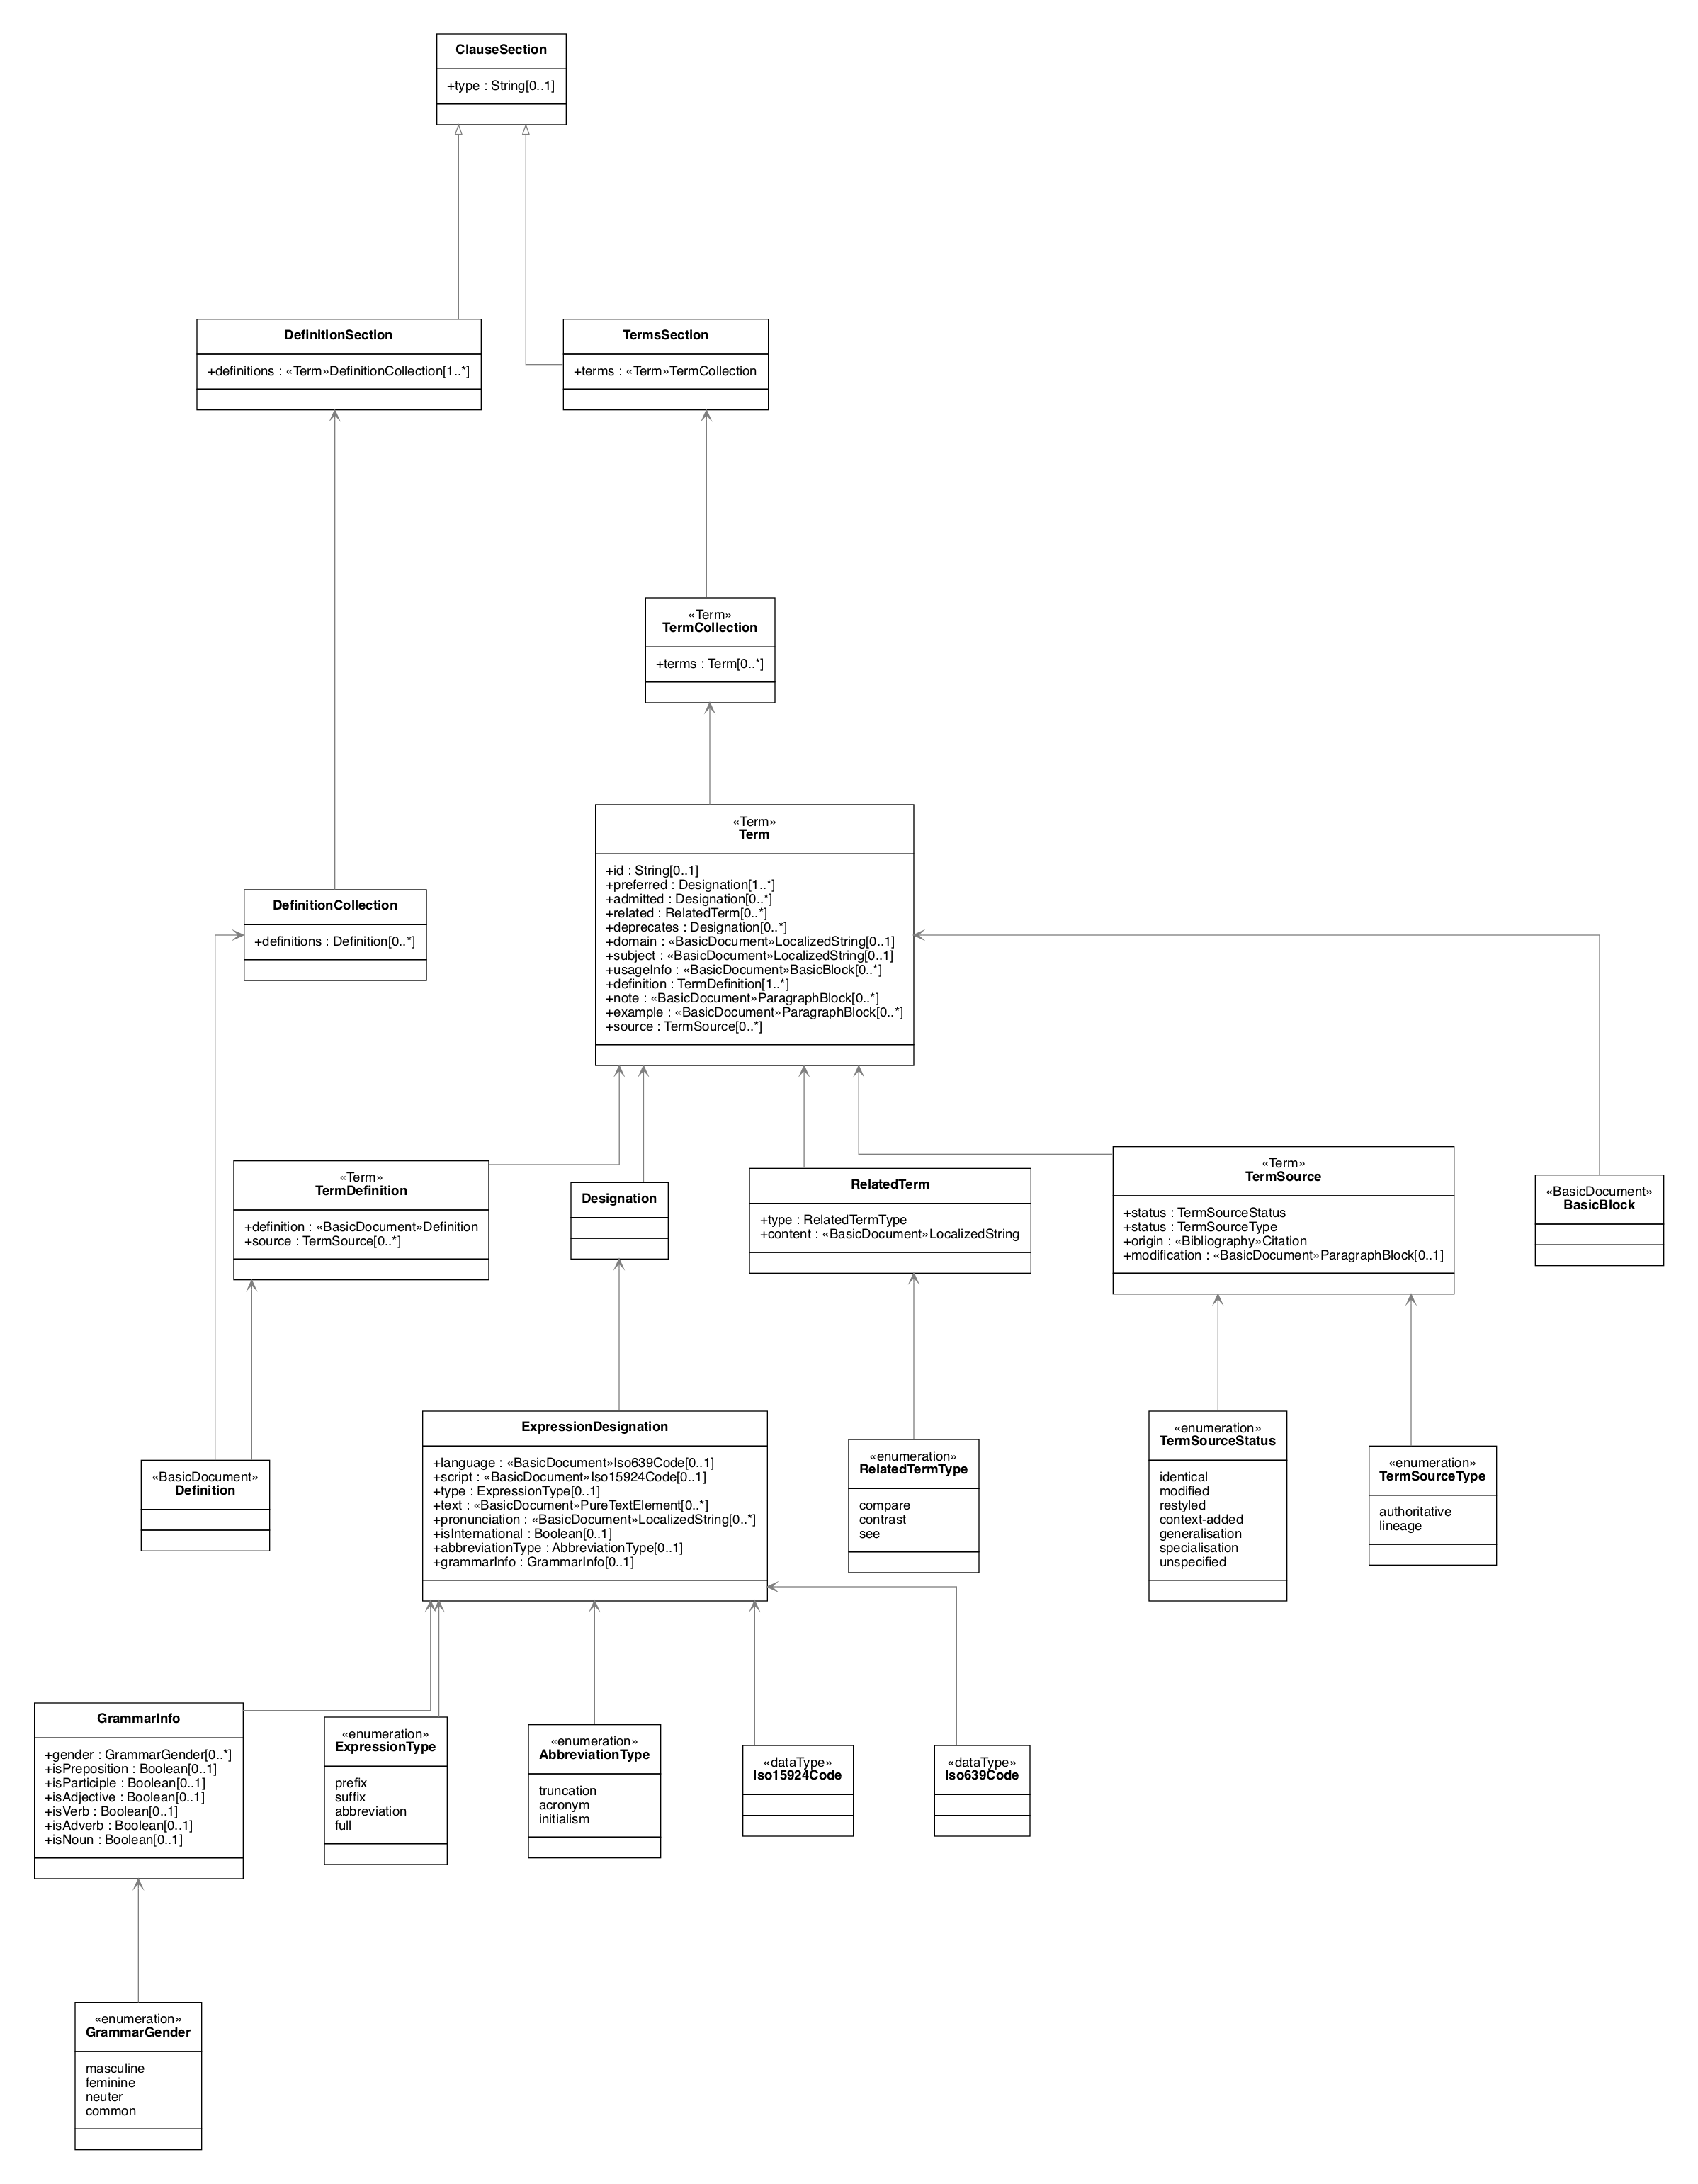 ClauseSection
+type : String[0..1]
DefinitionSection
+definitions : «Term»DefinitionCollection[1..*]
TermsSection
+terms : «Term»TermCollection
«Term»
TermCollection
+terms : Term[0..*]
«Term»
Term
+id : String[0..1]
+preferred : Designation[1..*]
+admitted : Designation[0..*]
+related : RelatedTerm[0..*]
+deprecates : Designation[0..*]
+domain : «BasicDocument»LocalizedString[0..1]
+subject : «BasicDocument»LocalizedString[0..1]
+usageInfo : «BasicDocument»BasicBlock[0..*]
+definition : TermDefinition[1..*]
+note : «BasicDocument»ParagraphBlock[0..*]
+example : «BasicDocument»ParagraphBlock[0..*]
+source : TermSource[0..*]
DefinitionCollection
+definitions : Definition[0..*]
«Term»
TermDefinition
+definition : «BasicDocument»Definition
+source : TermSource[0..*]
Designation
RelatedTerm
+type : RelatedTermType
+content : «BasicDocument»LocalizedString
«Term»
TermSource
+status : TermSourceStatus
+status : TermSourceType
+origin : «Bibliography»Citation
+modification : «BasicDocument»ParagraphBlock[0..1]
«BasicDocument»
BasicBlock
«BasicDocument»
Definition
ExpressionDesignation
+language : «BasicDocument»Iso639Code[0..1]
+script : «BasicDocument»Iso15924Code[0..1]
+type : ExpressionType[0..1]
+text : «BasicDocument»PureTextElement[0..*]
+pronunciation : «BasicDocument»LocalizedString[0..*]
+isInternational : Boolean[0..1]
+abbreviationType : AbbreviationType[0..1]
+grammarInfo : GrammarInfo[0..1]
«enumeration»
RelatedTermType
compare
contrast
see
«enumeration»
TermSourceStatus
identical
modified
restyled
context-added
generalisation
specialisation
unspecified
«enumeration»
TermSourceType
authoritative
lineage
GrammarInfo
+gender : GrammarGender[0..*]
+isPreposition : Boolean[0..1]
+isParticiple : Boolean[0..1]
+isAdjective : Boolean[0..1]
+isVerb : Boolean[0..1]
+isAdverb : Boolean[0..1]
+isNoun : Boolean[0..1]
«enumeration»
ExpressionType
prefix
suffix
abbreviation
full
«enumeration»
AbbreviationType
truncation
acronym
initialism
«dataType»
Iso15924Code
«dataType»
Iso639Code
«enumeration»
GrammarGender
masculine
feminine
neuter
common